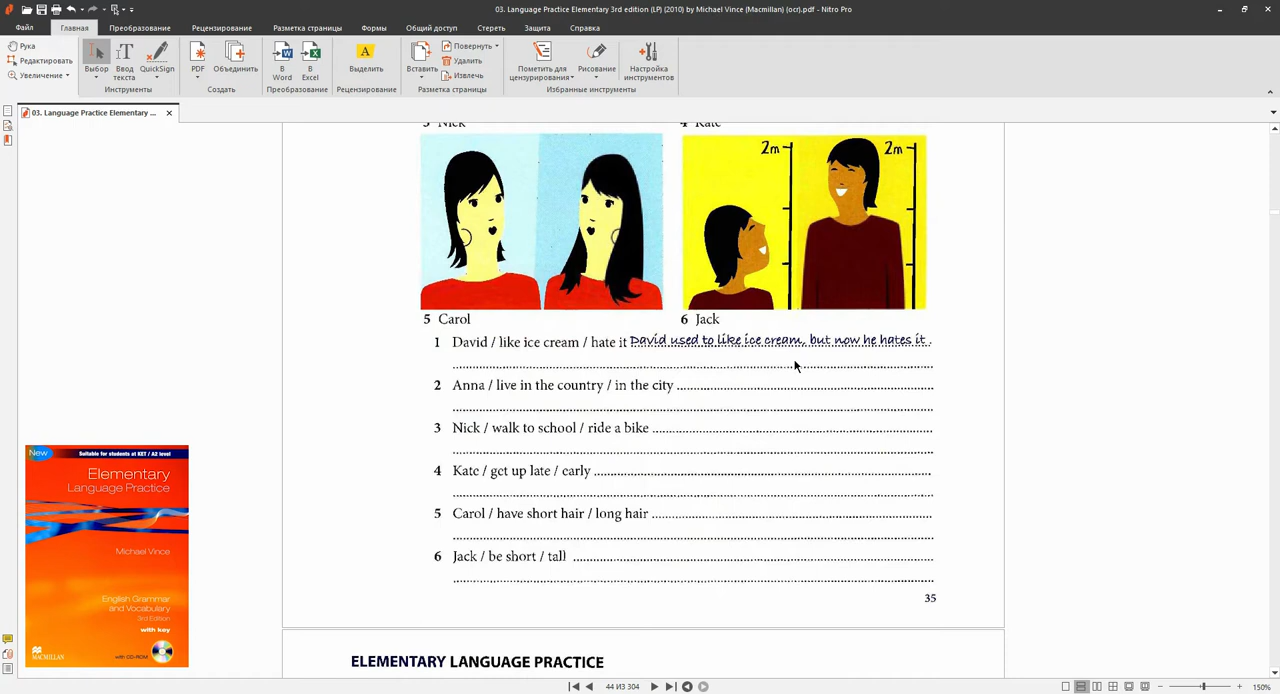 03. Language Practice Elementary 3rd edition (LP) (2010) by Michael Vince (Macmillan) (ocr).pdf - Nitro Pro
Файл Главная Преобразование Рецензирование Разметка страницы Формы Общий доступ Стереть Защита Справка
Рука
Редактировать
Увеличение
Выбор
Ввод текста
QuickSign
PDF
Объединить
В Word
В Excel
Выделить
Вставить
Повернуть
Удалить
Извлечь
Пометить для цензурирования
Рисование
Настройка инструментов
Инструменты Создать Преобразование Рецензирование Разметка страницы Избранные инструменты
03. Language Practice Elementary ...
3 Nick 4 Kate
2m 2m
5 Carol 6 Jack
1 David / like ice cream / hate it David used to like ice cream, but now he hates it .
2 Anna / live in the country / in the city
3 Nick / walk to school / ride a bike
4 Kate / get up late / early
5 Carol / have short hair / long hair
6 Jack / be short / tall
35
ELEMENTARY LANGUAGE PRACTICE
New Suitable for students at KET / A2 level
Elementary
Language Practice
Michael Vince
English Grammar
and Vocabulary
3rd Edition
with key
MACMILLAN
with CD-ROM
44 ИЗ 304
150%